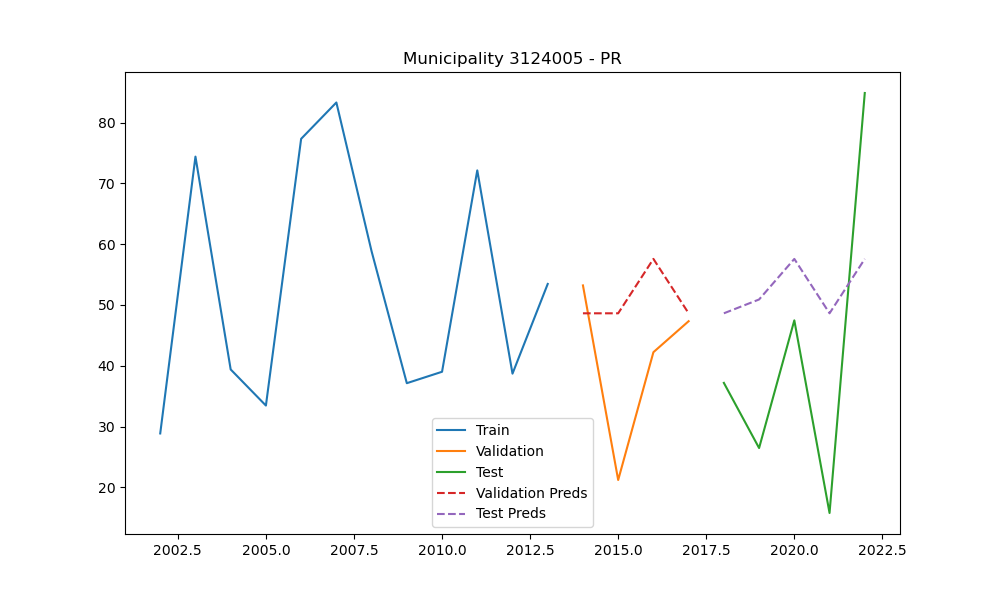 Municipality 3124005 - PR
80
70
60
50
40
30
20
Train
Validation
Test
Validation Preds
Test Preds
2002.5 2005.0 2007.5 2010.0 2012.5 2015.0 2017.5 2020.0 2022.5